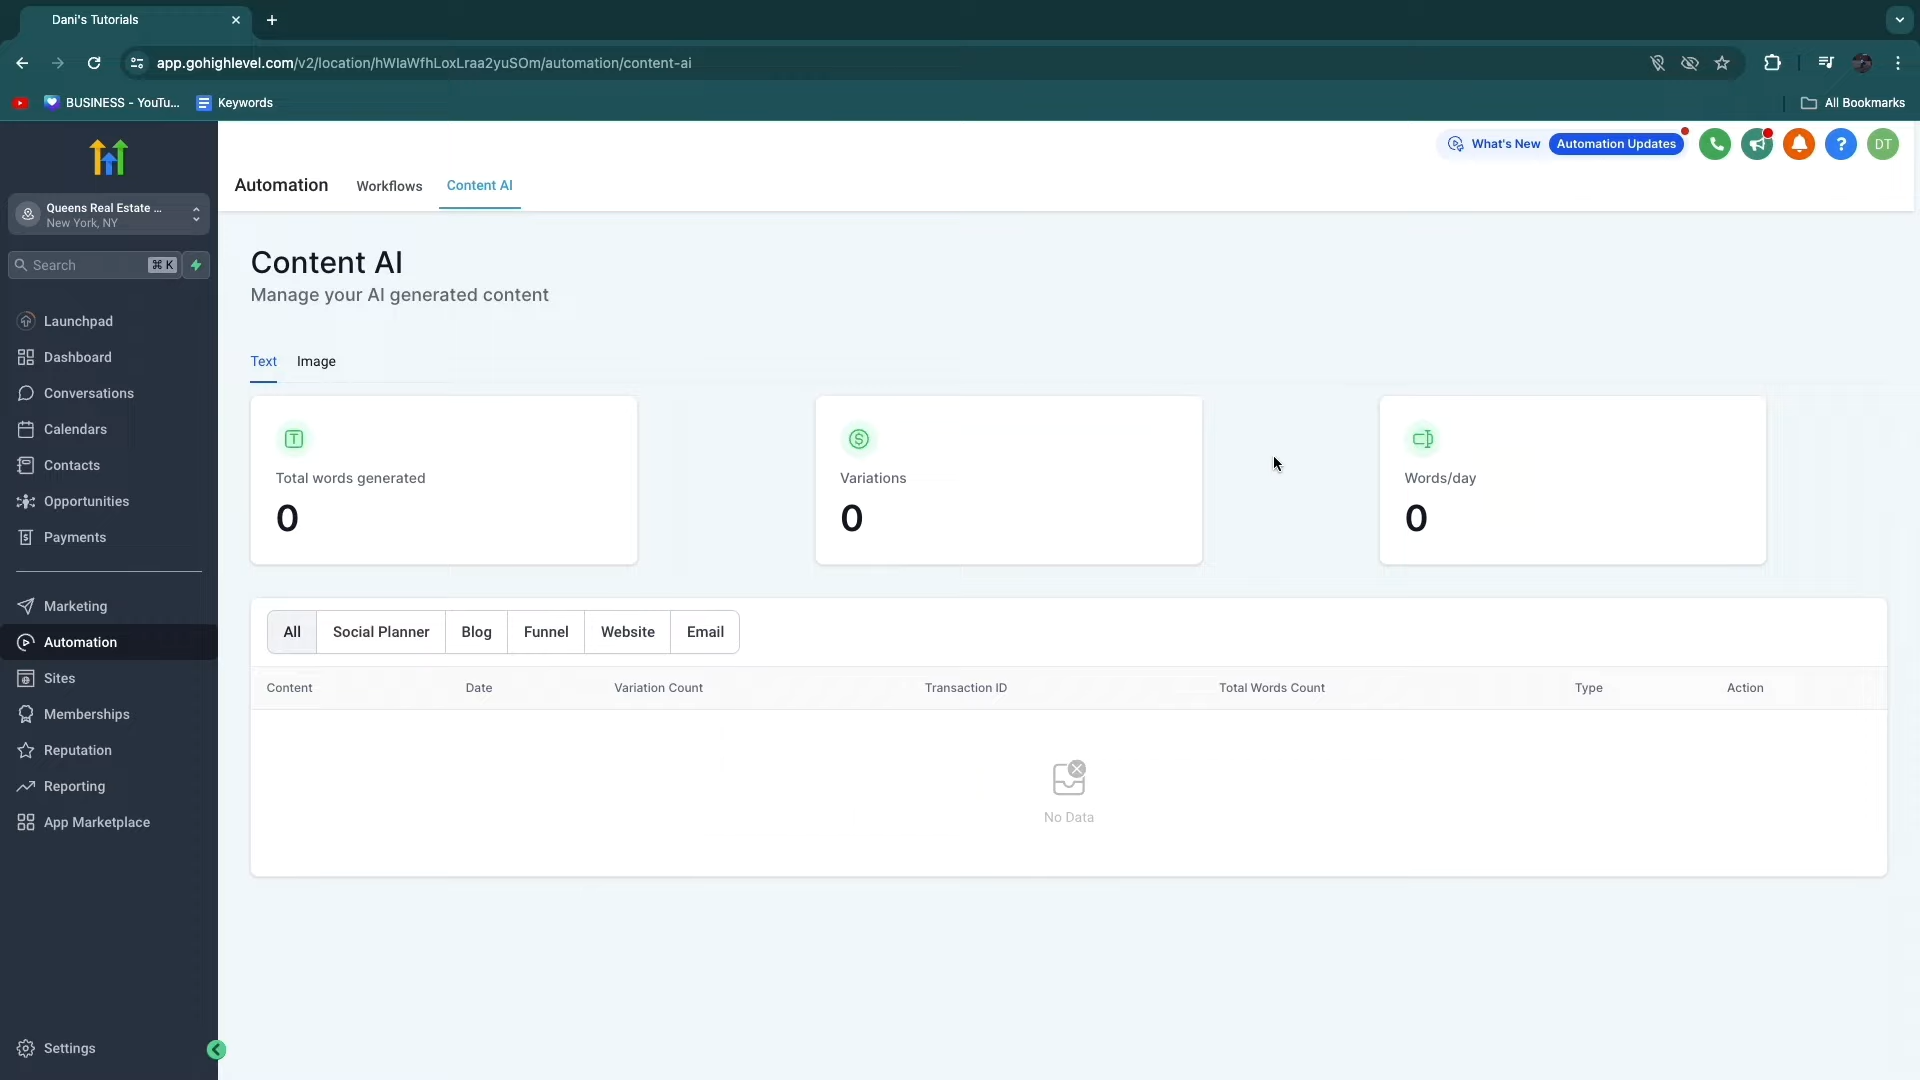 Dani's Tutorials
app.gohighlevel.com/v2/location/hWlaWfhLoxLraa2yuSOm/automation/content-ai
BUSINESS - YouTu...
Keywords
All Bookmarks
What's New
Automation Updates
?
DT
Automation
Workflows
Content AI
Queens Real Estate ...
New York, NY
Search
⌘ K
Launchpad
Dashboard
Conversations
Calendars
Contacts
Opportunities
Payments
Marketing
Automation
Sites
Memberships
Reputation
Reporting
App Marketplace
Settings
Content AI
Manage your AI generated content
Text
Image
Total words generated
0
Variations
0
Words/day
0
All
Social Planner
Blog
Funnel
Website
Email
Content
Date
Variation Count
Transaction ID
Total Words Count
Type
Action
No Data